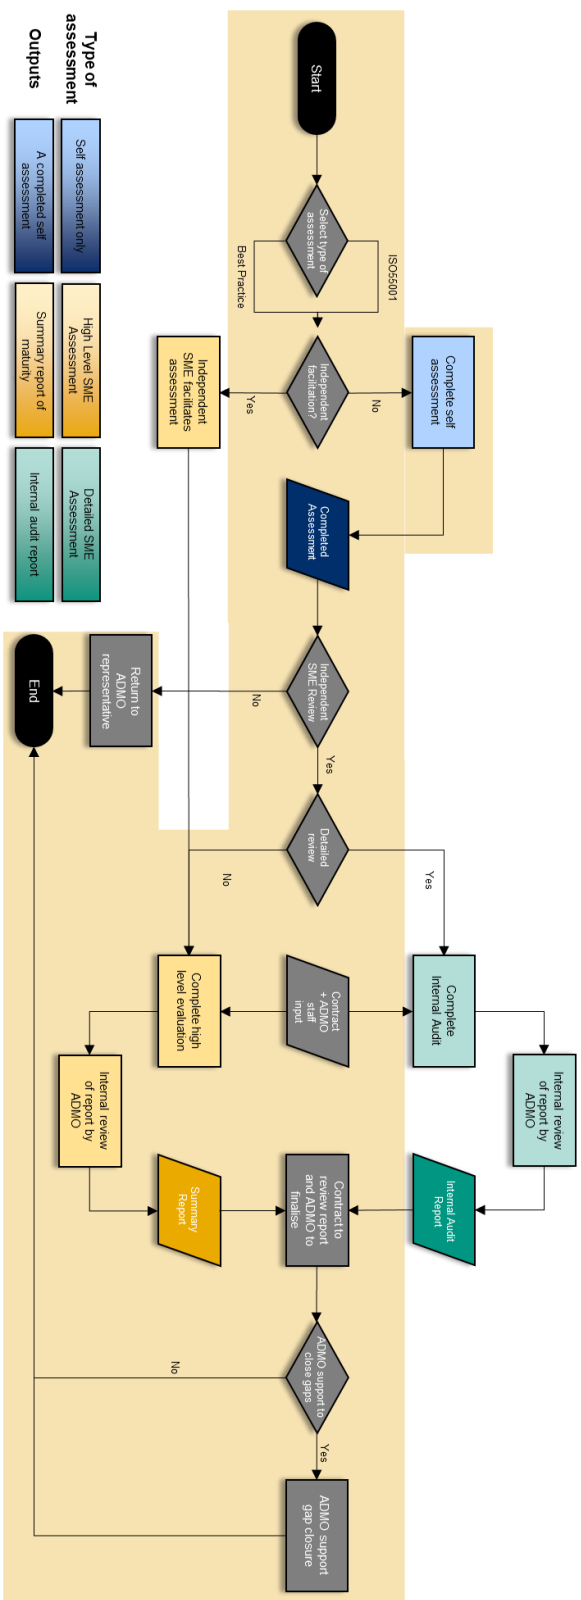 Start
Select type of
assessment
ISO55001
Best Practice
Independent
facilitation?
No
Yes
Complete self
assessment
Independent
SME facilitates
assessment
Completed
Assessment
Independent
SME Review
No
Yes
Return to
ADMO
representative
End
Detailed
review
Yes
No
Complete
Internal Audit
Contract
+ ADMO
staff
input
Complete high
level evaluation
Internal review
of report by
ADMO
Internal review
of report by
ADMO
Internal Audit
Report
Summary
Report
Contract to
review report
and ADMO to
finalise
ADMO support to
close gaps
No
Yes
ADMO support
gap closure
Type of
assessment
Self assessment only
High Level SME
Assessment
Detailed SME
Assessment
Outputs
A completed self
assessment
Summary report of
maturity
Internal audit report